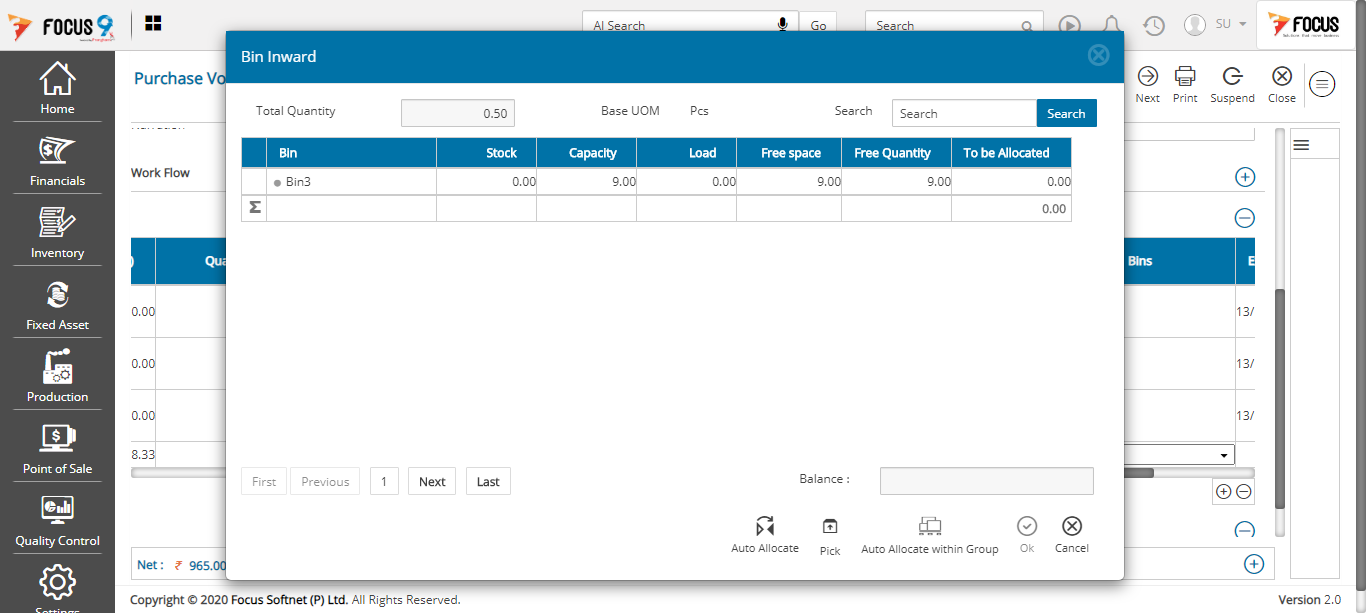 FOCUS 9
AI Search
Go
Search
SU
FOCUS
Purchase Vo
Next
Print
Suspend
Close
Home
Financials
Inventory
Fixed Asset
Production
Point of Sale
Quality Control
Settings
Narration
Work Flow
Qua
Bins
E
0.00
13/
0.00
13/
0.00
13/
8.33
Net : ₹ 965.00
Bin Inward
Total Quantity 0.50 Base UOM Pcs Search Search Search
Bin Stock Capacity Load Free space Free Quantity To be Allocated
Bin3 0.00 9.00 0.00 9.00 9.00 0.00
Σ 0.00
First Previous 1 Next Last
Balance :
Auto Allocate
Pick
Auto Allocate within Group
Ok
Cancel
Copyright © 2020 Focus Softnet (P) Ltd. All Rights Reserved.
Version 2.0